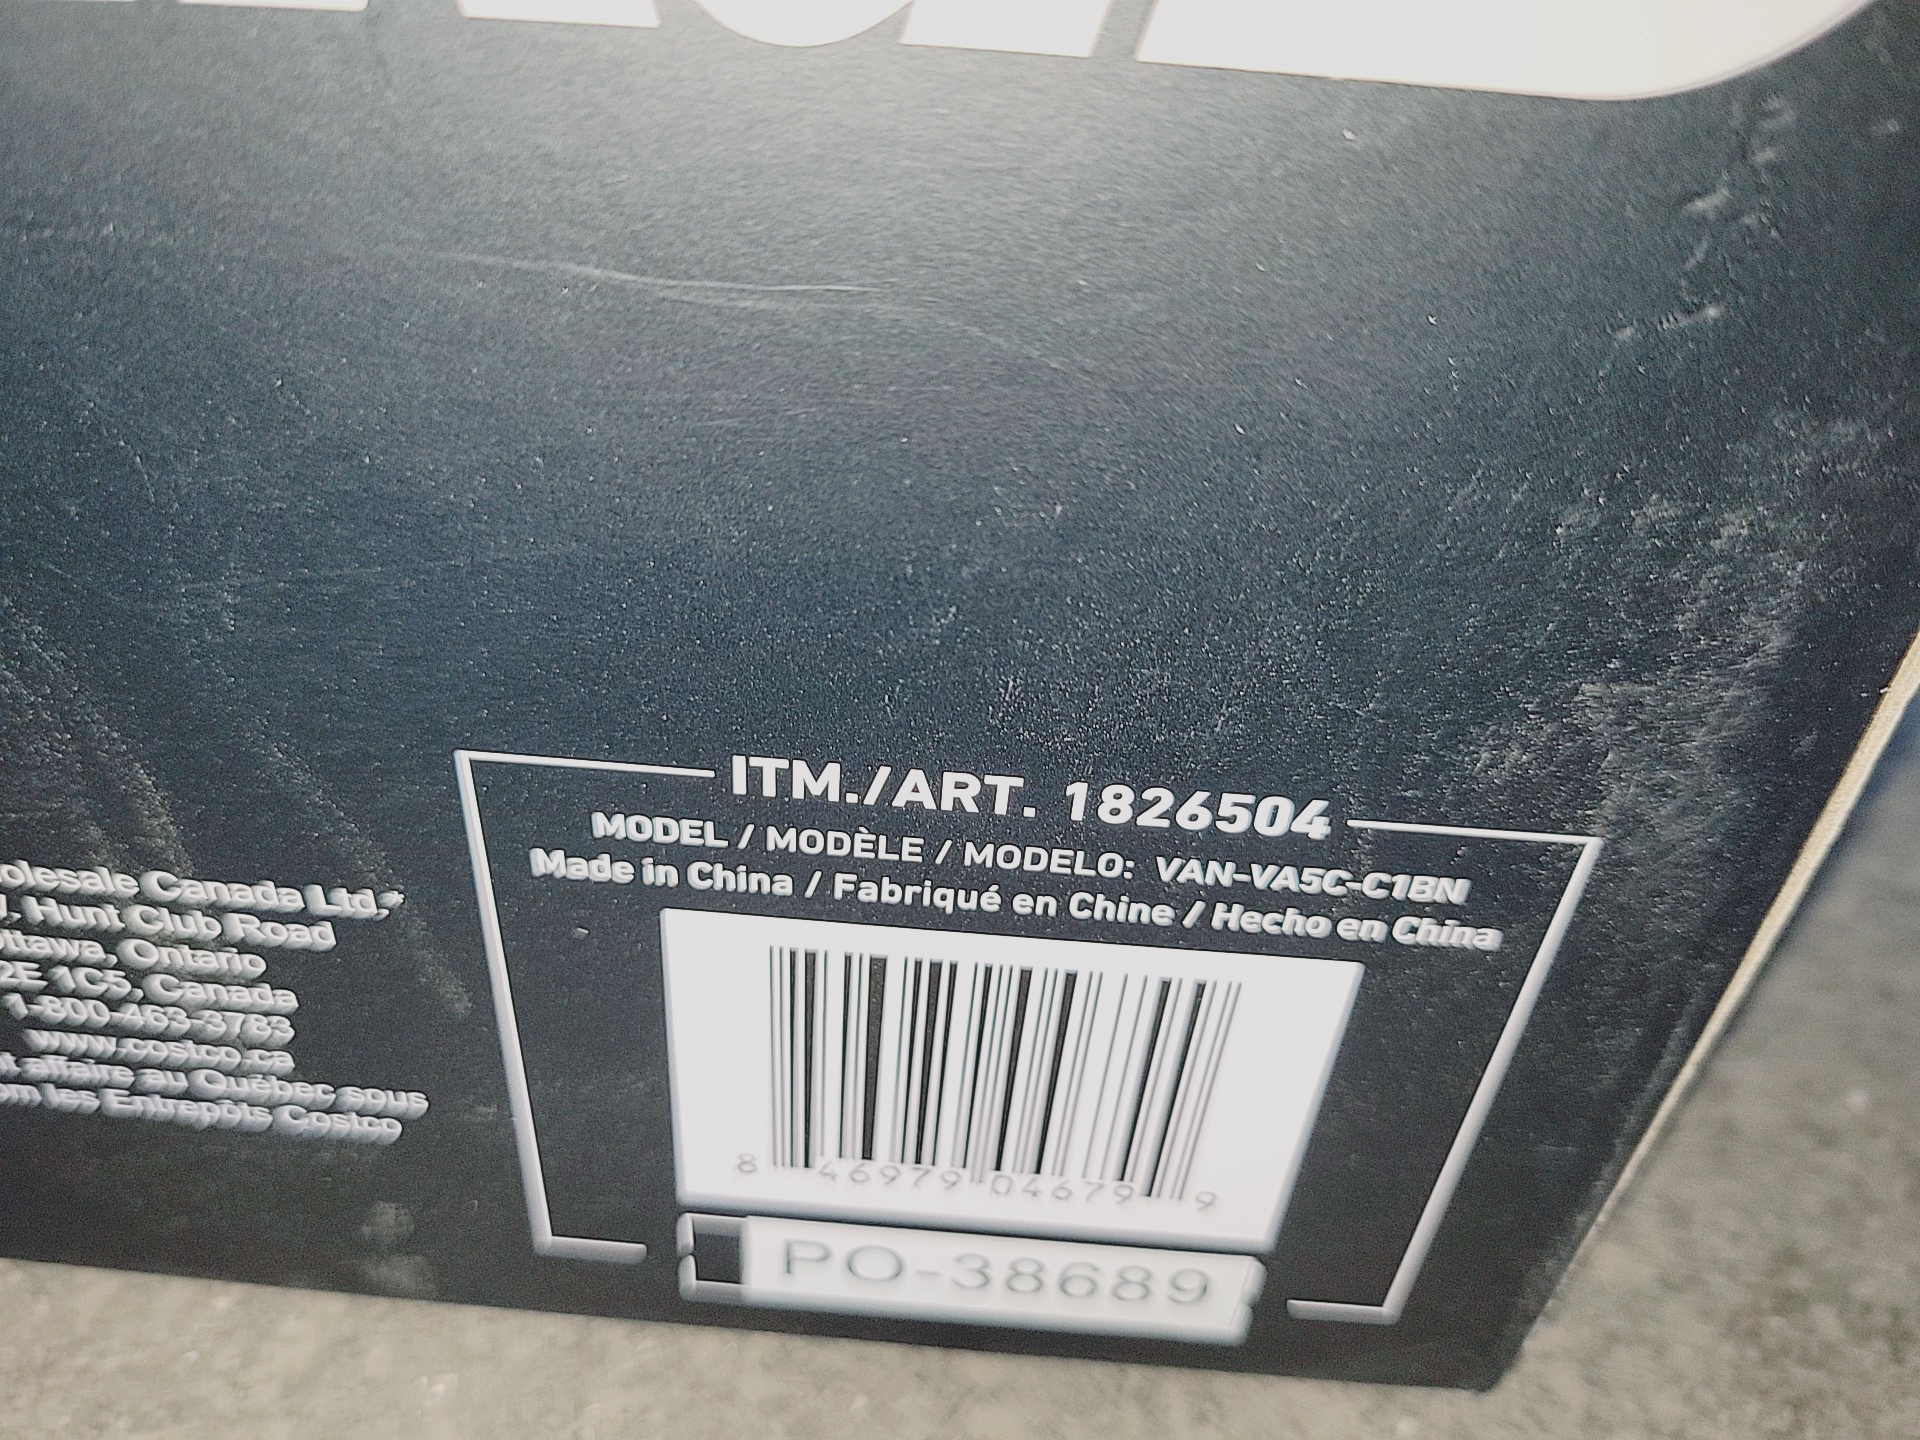 olesale Canada Ltd,*
, Hunt Club Road
ttawa, Ontario
2E 1C5, Canada
1-800-463-3783
www.costco.ca
affaire au Québec sous
les Entrepôts Costco
ITM./ART. 1826504
MODEL / MODÈLE / MODELO: VAN-VA5C-C1BN
Made in China / Fabriqué en Chine / Hecho en China
8 46979 04679 9
PO-38689